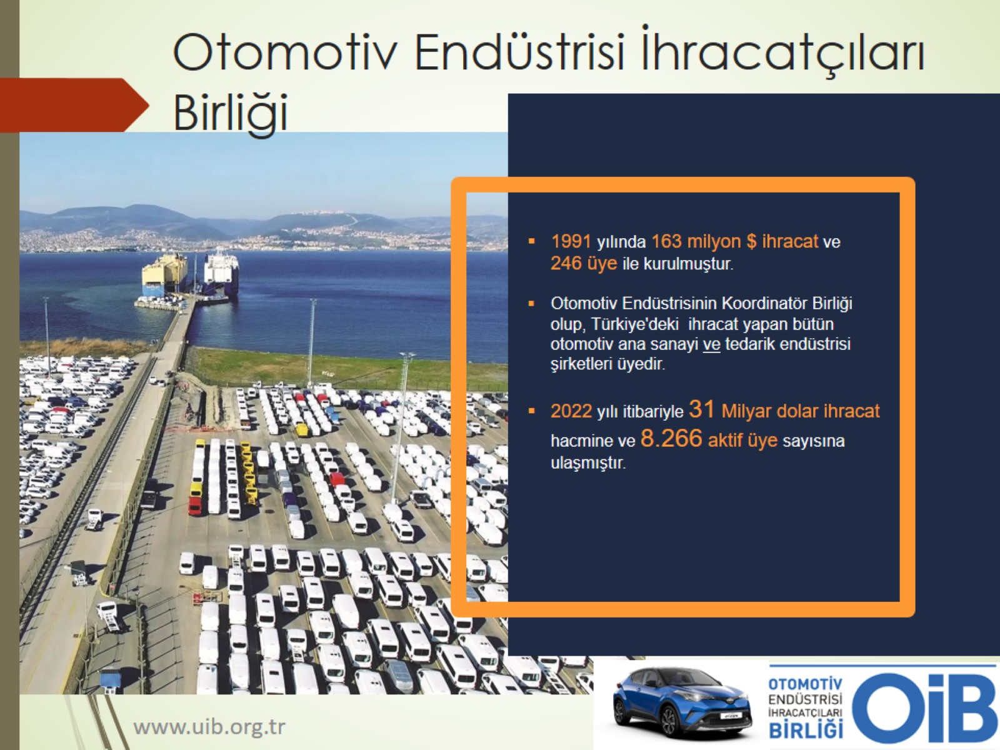 Otomotiv Endüstrisi İhracatçıları
Birliği
▪ 1991 yılında 163 milyon $ ihracat ve
246 üye ile kurulmuştur.
▪ Otomotiv Endüstrisinin Koordinatör Birliği
olup, Türkiye'deki ihracat yapan bütün
otomotiv ana sanayi ve tedarik endüstrisi
şirketleri üyedir.
▪ 2022 yılı itibariyle 31 Milyar dolar ihracat
hacmine ve 8.266 aktif üye sayısına
ulaşmıştır.
www.uib.org.tr
OTOMOTİV
ENDÜSTRİSİ
İHRACATÇILARI
BİRLİĞİ
OiB